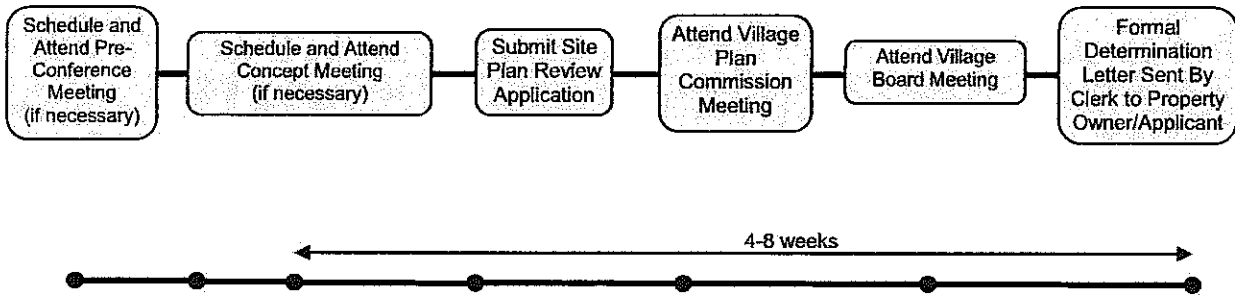 Schedule and
Attend Pre-
Conference
Meeting
(if necessary)
Schedule and Attend
Concept Meeting
(if necessary)
Submit Site
Plan Review
Application
Attend Village
Plan
Commission
Meeting
Attend Village
Board Meeting
Formal
Determination
Letter Sent By
Clerk to Property
Owner/Applicant
4-8 weeks